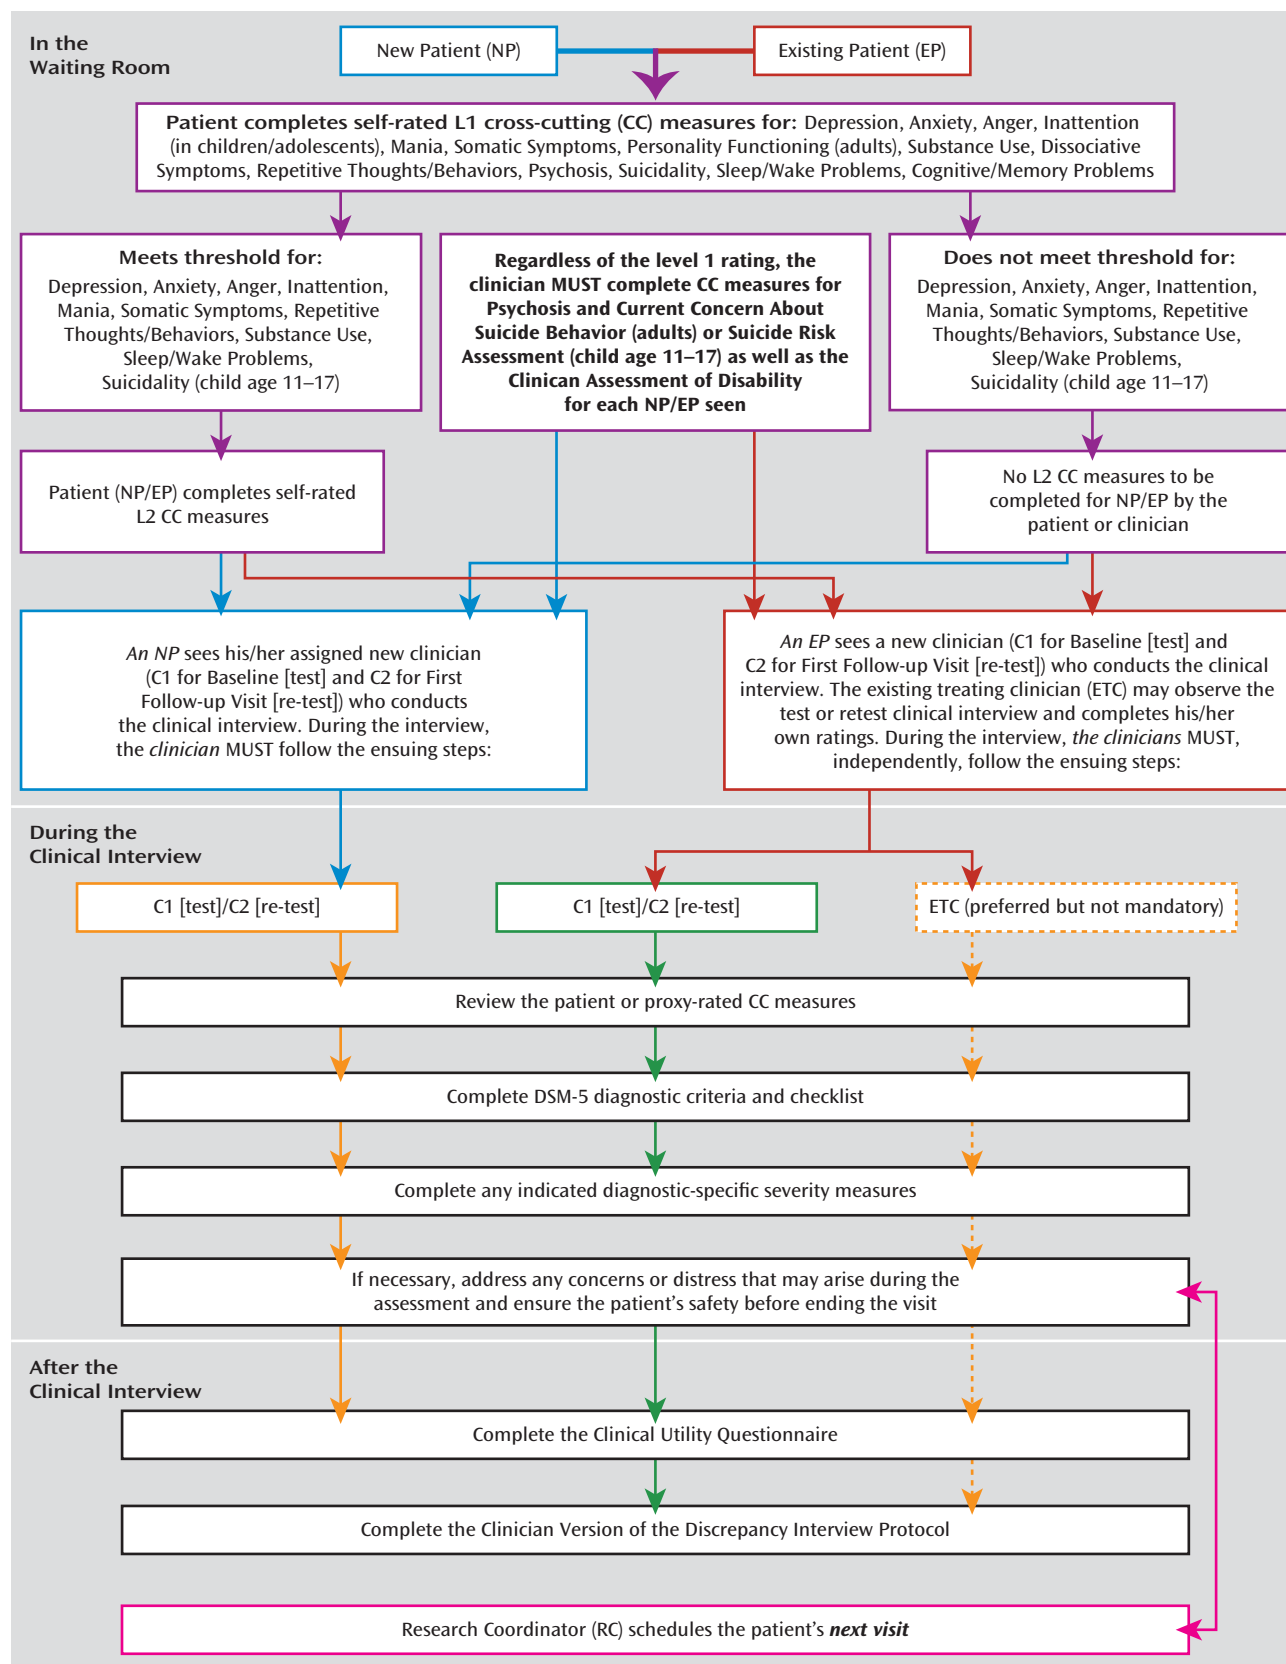 In the
Waiting Room
New Patient (NP)
Existing Patient (EP)
Patient completes self-rated L1 cross-cutting (CC) measures for: Depression, Anxiety, Anger, Inattention
(in children/adolescents), Mania, Somatic Symptoms, Personality Functioning (adults), Substance Use, Dissociative
Symptoms, Repetitive Thoughts/Behaviors, Psychosis, Suicidality, Sleep/Wake Problems, Cognitive/Memory Problems
Meets threshold for:
Depression, Anxiety, Anger, Inattention,
Mania, Somatic Symptoms, Repetitive
Thoughts/Behaviors, Substance Use,
Sleep/Wake Problems,
Suicidality (child age 11–17)
Regardless of the level 1 rating, the
clinician MUST complete CC measures for
Psychosis and Current Concern About
Suicide Behavior (adults) or Suicide Risk
Assessment (child age 11–17) as well as the
Clinican Assessment of Disability
for each NP/EP seen
Does not meet threshold for:
Depression, Anxiety, Anger, Inattention,
Mania, Somatic Symptoms, Repetitive
Thoughts/Behaviors, Substance Use,
Sleep/Wake Problems,
Suicidality (child age 11–17)
Patient (NP/EP) completes self-rated
L2 CC measures
No L2 CC measures to be
completed for NP/EP by the
patient or clinician
An NP sees his/her assigned new clinician
(C1 for Baseline [test] and C2 for First
Follow-up Visit [re-test]) who conducts
the clinical interview. During the interview,
the clinician MUST follow the ensuing steps:
An EP sees a new clinician (C1 for Baseline [test] and
C2 for First Follow-up Visit [re-test]) who conducts the clinical
interview. The existing treating clinician (ETC) may observe the
test or retest clinical interview and completes his/her
own ratings. During the interview, the clinicians MUST,
independently, follow the ensuing steps:
During the
Clinical Interview
C1 [test]/C2 [re-test]
C1 [test]/C2 [re-test]
ETC (preferred but not mandatory)
Review the patient or proxy-rated CC measures
Complete DSM-5 diagnostic criteria and checklist
Complete any indicated diagnostic-specific severity measures
If necessary, address any concerns or distress that may arise during the
assessment and ensure the patient's safety before ending the visit
After the
Clinical Interview
Complete the Clinical Utility Questionnaire
Complete the Clinician Version of the Discrepancy Interview Protocol
Research Coordinator (RC) schedules the patient's next visit